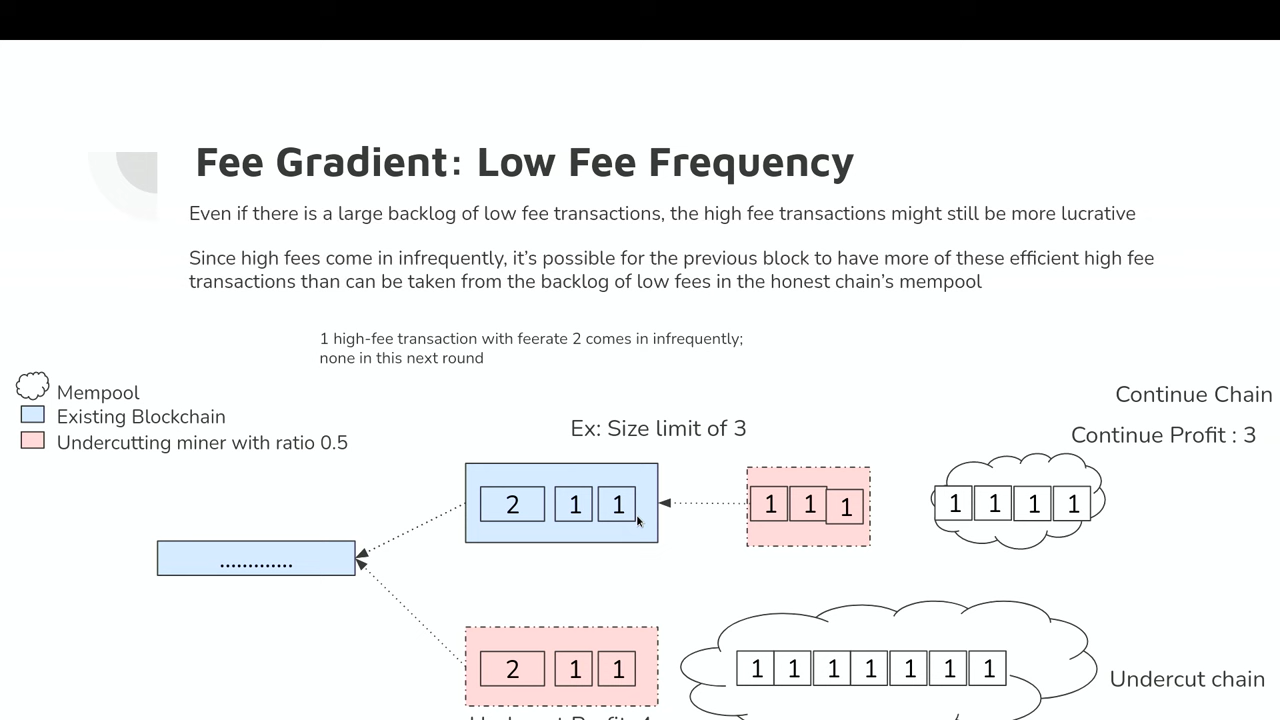 Fee Gradient: Low Fee Frequency
Even if there is a large backlog of low fee transactions, the high fee transactions might still be more lucrative
Since high fees come in infrequently, it's possible for the previous block to have more of these efficient high fee
transactions than can be taken from the backlog of low fees in the honest chain's mempool
1 high-fee transaction with feerate 2 comes in infrequently;
none in this next round
Mempool
Existing Blockchain
Undercutting miner with ratio 0.5
Continue Chain
Ex: Size limit of 3
Continue Profit : 3
2 1 1
1 1 1
1 1 1 1
.............
2 1 1
1 1 1 1 1 1 1
Undercut chain